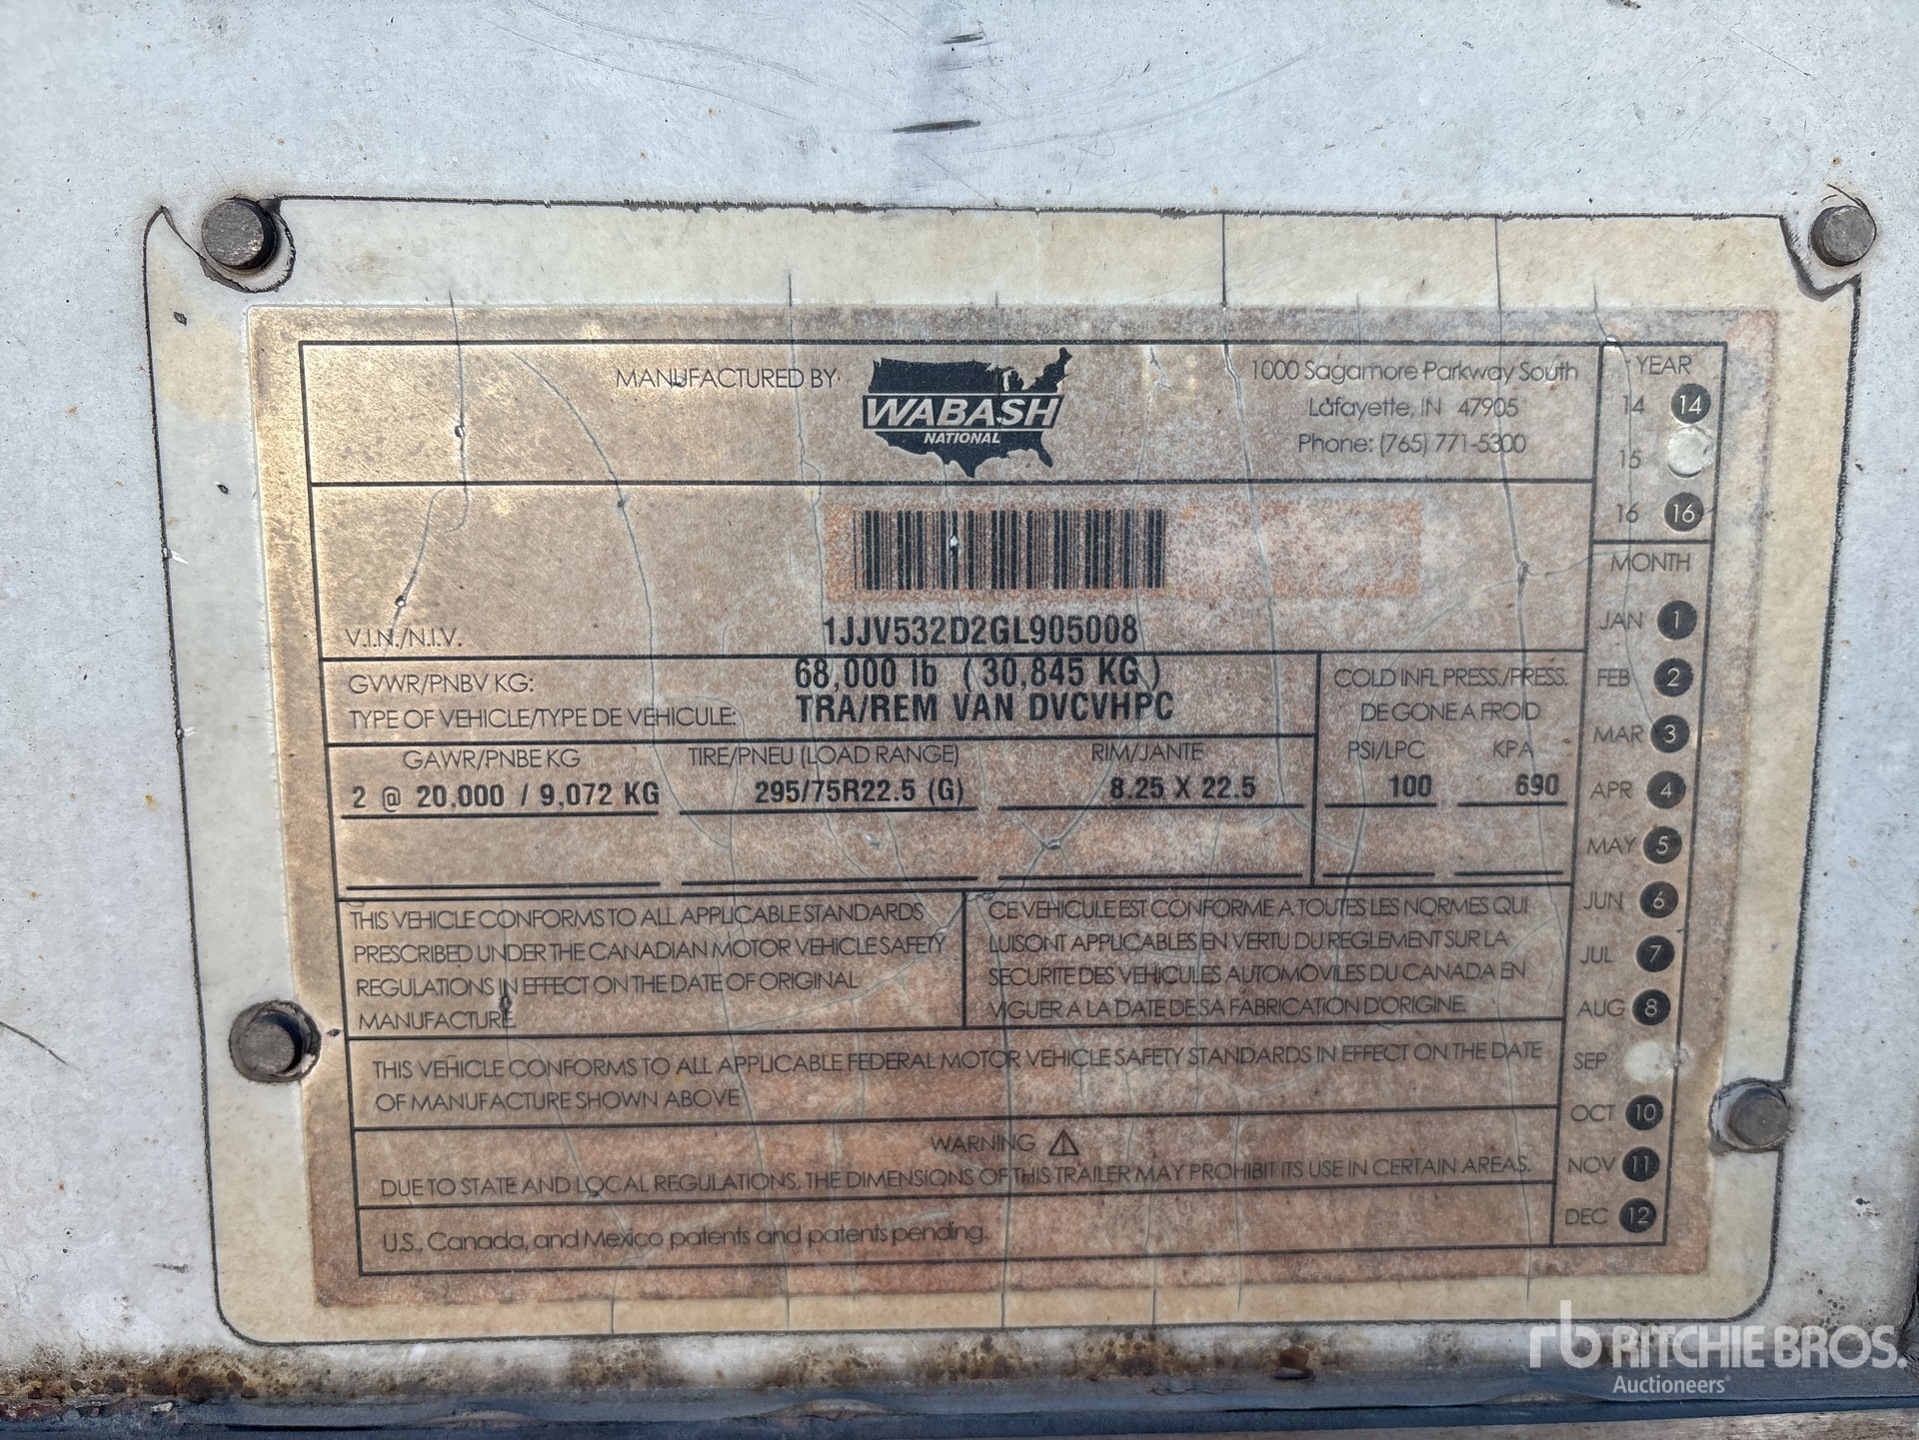 MANUFACTURED BY
WABASH
NATIONAL
1000 Sagamore Parkway South
Lafayette, IN 47905
Phone: (765) 771-5300
YEAR
14 14
15
16 16
V.I.N./N.I.V.
1JJV532D2GL905008
GVWR/PNBV KG:
68,000 lb ( 30,845 KG )
TYPE OF VEHICLE/TYPE DE VEHICULE:
TRA/REM VAN DVCVHPC
COLD INFL PRESS./PRESS.
DE GONE A FROID
GAWR/PNBE KG
TIRE/PNEU (LOAD RANGE)
RIM/JANTE
PSI/LPC
KPA
2 @ 20,000 / 9,072 KG
295/75R22.5 (G)
8.25 X 22.5
100
690
THIS VEHICLE CONFORMS TO ALL APPLICABLE STANDARDS
PRESCRIBED UNDER THE CANADIAN MOTOR VEHICLE SAFETY
REGULATIONS IN EFFECT ON THE DATE OF ORIGINAL
MANUFACTURE.
CE VEHICULE EST CONFORME A TOUTES LES NORMES QUI
LUISONT APPLICABLES EN VERTU DU REGLEMENT SUR LA
SECURITE DES VEHICULES AUTOMOVILES DU CANADA EN
VIGUER A LA DATE DE SA FABRICATION D'ORIGINE.
THIS VEHICLE CONFORMS TO ALL APPLICABLE FEDERAL MOTOR VEHICLE SAFETY STANDARDS IN EFFECT ON THE DATE
OF MANUFACTURE SHOWN ABOVE
WARNING
DUE TO STATE AND LOCAL REGULATIONS, THE DIMENSIONS OF THIS TRAILER MAY PROHIBIT ITS USE IN CERTAIN AREAS.
U.S., Canada, and Mexico patents and patents pending.
MONTH
JAN 1
FEB 2
MAR 3
APR 4
MAY 5
JUN 6
JUL 7
AUG 8
SEP
OCT 10
NOV 11
DEC 12
rb RITCHIE BROS.
Auctioneers